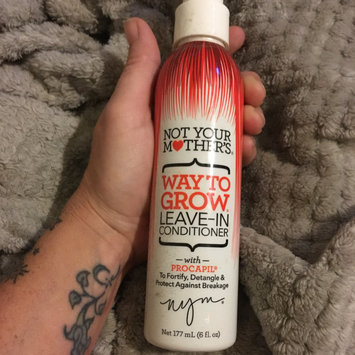 NOT YOUR
MOTHER'S®
WAY TO
GROW
LEAVE-IN
CONDITIONER
with
PROCAPIL®
To Fortify, Detangle &
Protect Against Breakage
nym.
Net 177 mL (6 fl. oz)